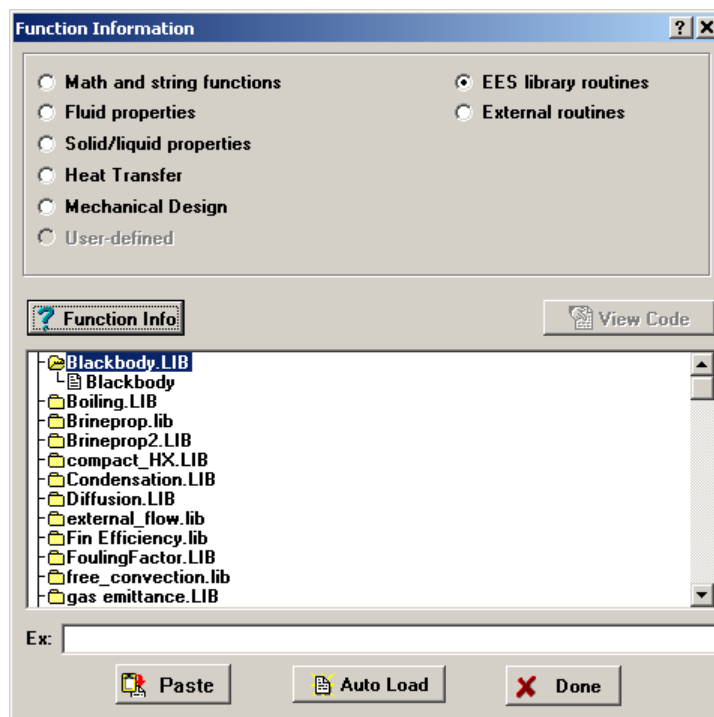 Function Information
Math and string functions
EES library routines
Fluid properties
External routines
Solid/liquid properties
Heat Transfer
Mechanical Design
User-defined
Function Info
View Code
Blackbody.LIB
Blackbody
Boiling.LIB
Brineprop.lib
Brineprop2.LIB
compact_HX.LIB
Condensation.LIB
Diffusion.LIB
external_flow.lib
Fin Efficiency.lib
FoulingFactor.LIB
free_convection.lib
gas emittance.LIB
Ex:
Paste
Auto Load
Done